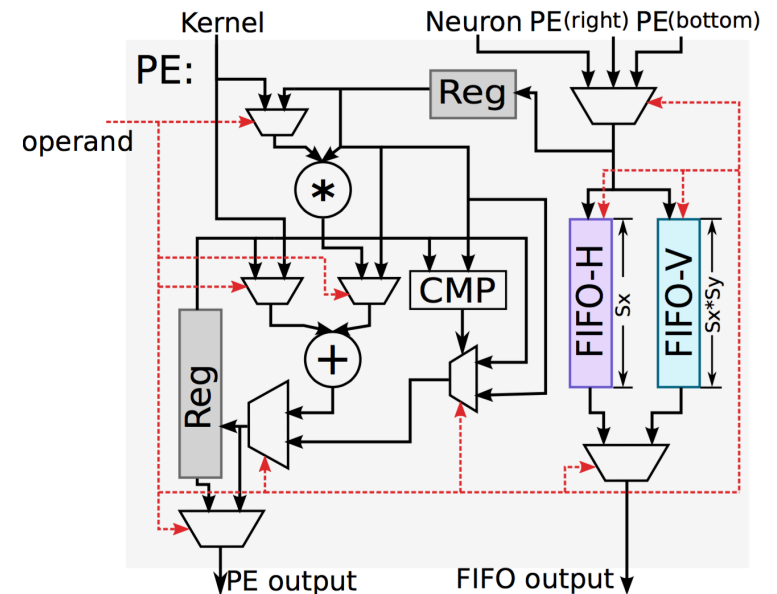 Kernel
Neuron PE(right) PE(bottom)
PE:
Reg
operand
*
CMP
FIFO-H
Sx
FIFO-V
Sx*Sy
+
Reg
PE output
FIFO output